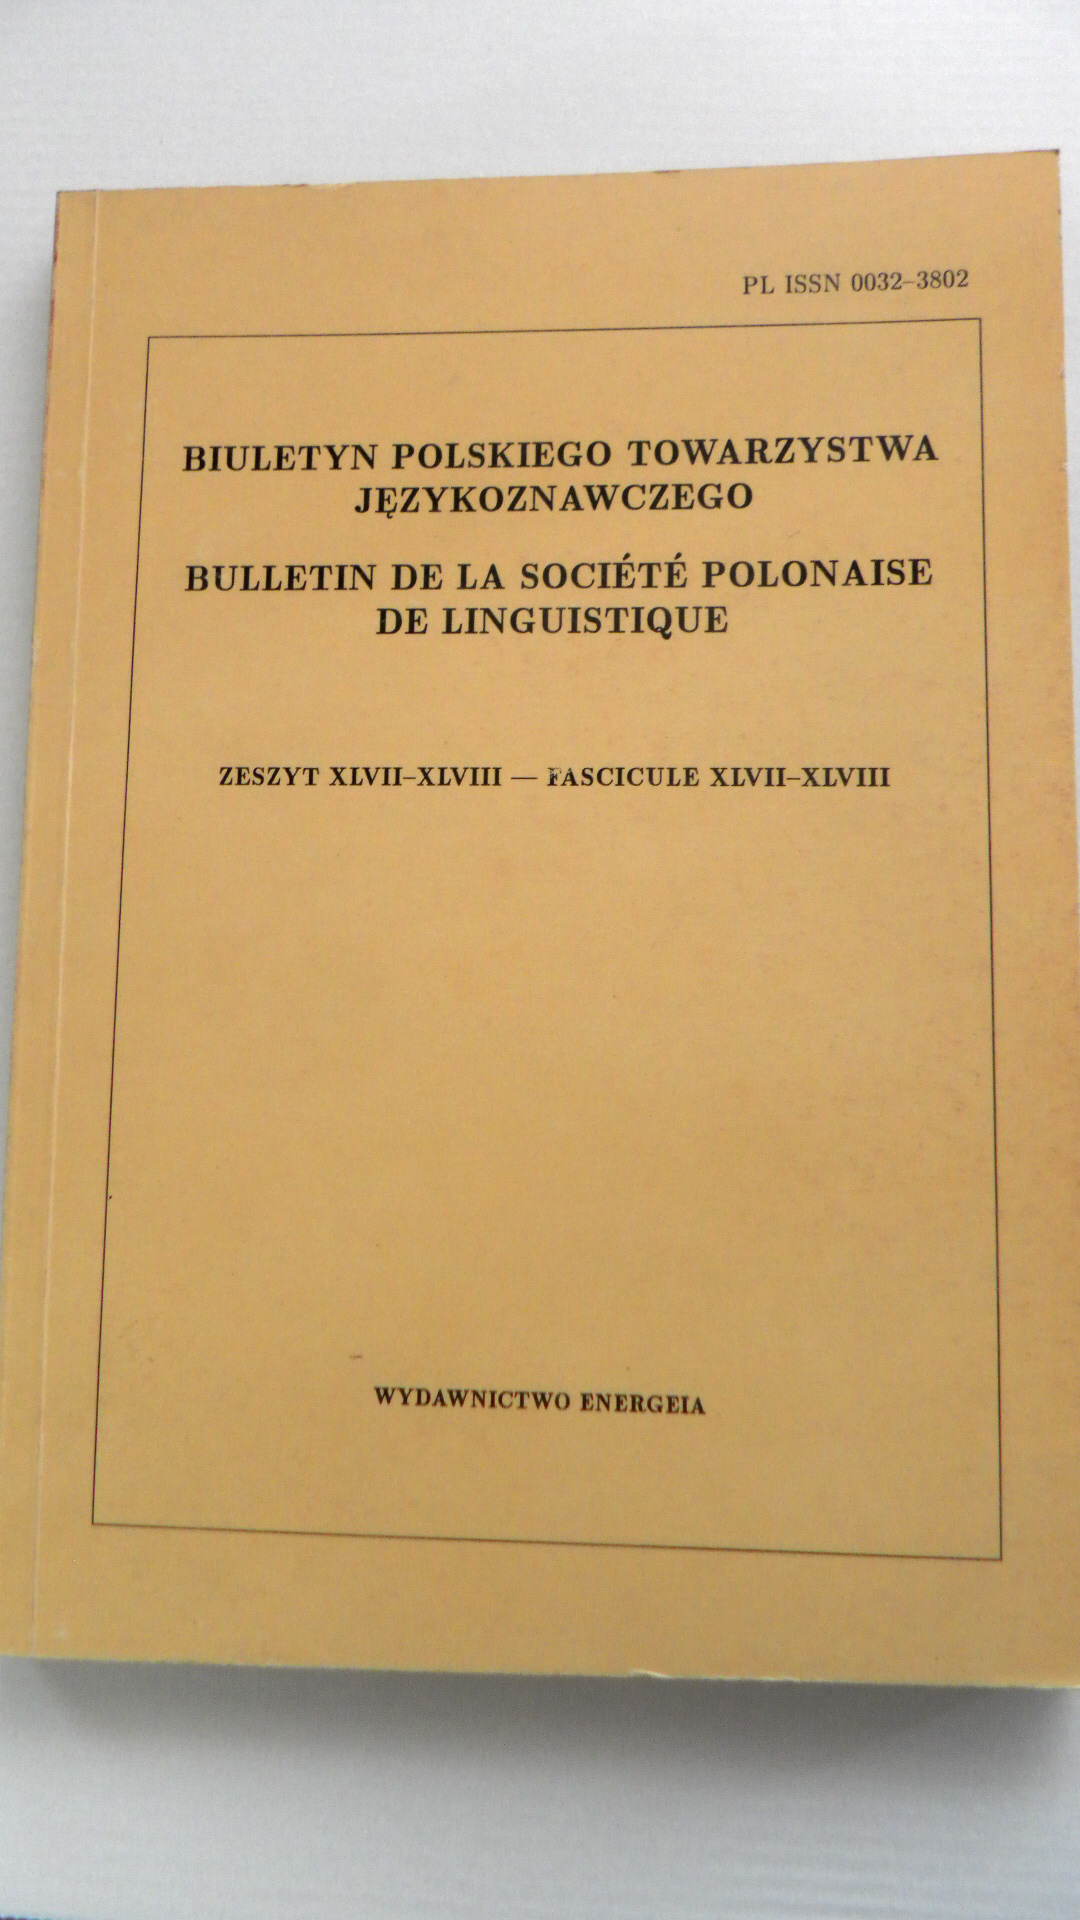 PL ISSN 0032–3802
BIULETYN POLSKIEGO TOWARZYSTWA
JĘZYKOZNAWCZEGO
BULLETIN DE LA SOCIÉTÉ POLONAISE
DE LINGUISTIQUE
ZESZYT XLVII–XLVIII — FASCICULE XLVII–XLVIII
WYDAWNICTWO ENERGEIA